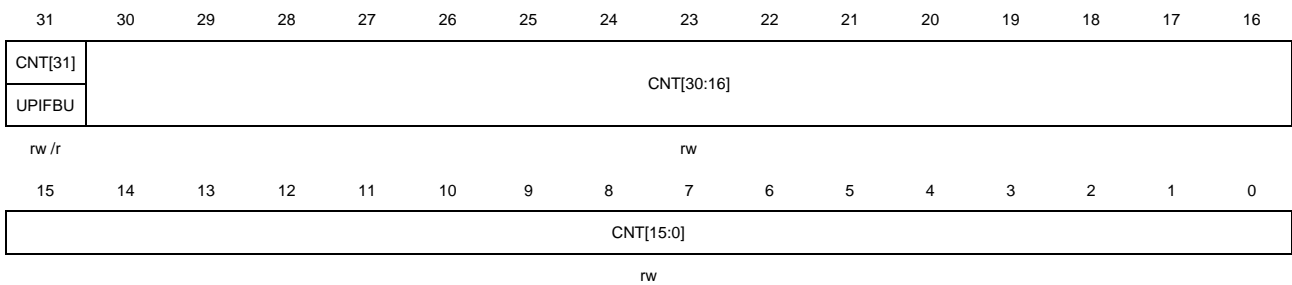 31 30 29 28 27 26 25 24 23 22 21 20 19 18 17 16
CNT[31]
CNT[30:16]
UPIFBU
rw /r rw
15 14 13 12 11 10 9 8 7 6 5 4 3 2 1 0
CNT[15:0]
rw